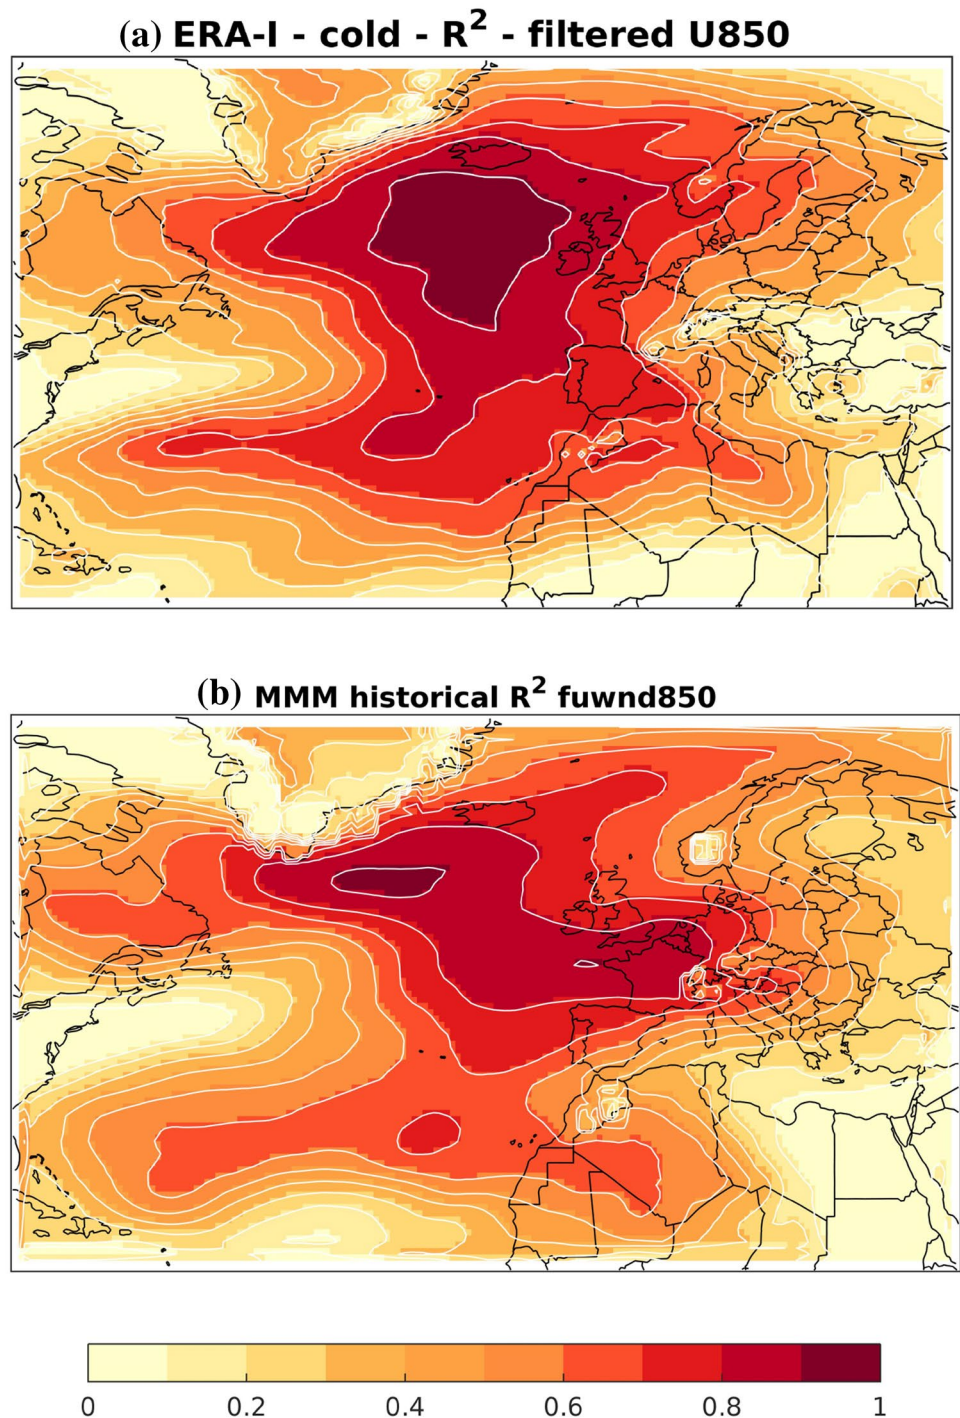 (a) ERA-I - cold - R² - filtered U850
(b) MMM historical R² fuwnd850
0 0.2 0.4 0.6 0.8 1